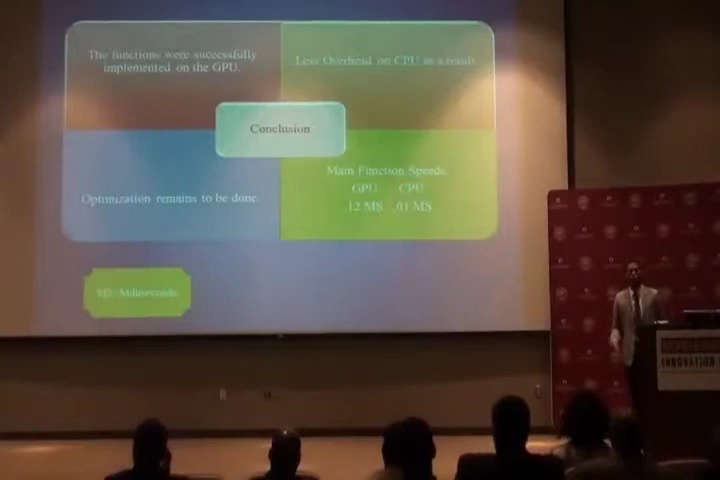 The functions were successfully
implemented on the GPU.
Less Overhead on CPU as a result.
Conclusion
Optimization remains to be done.
Main Function Speeds:
GPU CPU
.12 MS .01 MS
MS: Milliseconds
INNOVATION